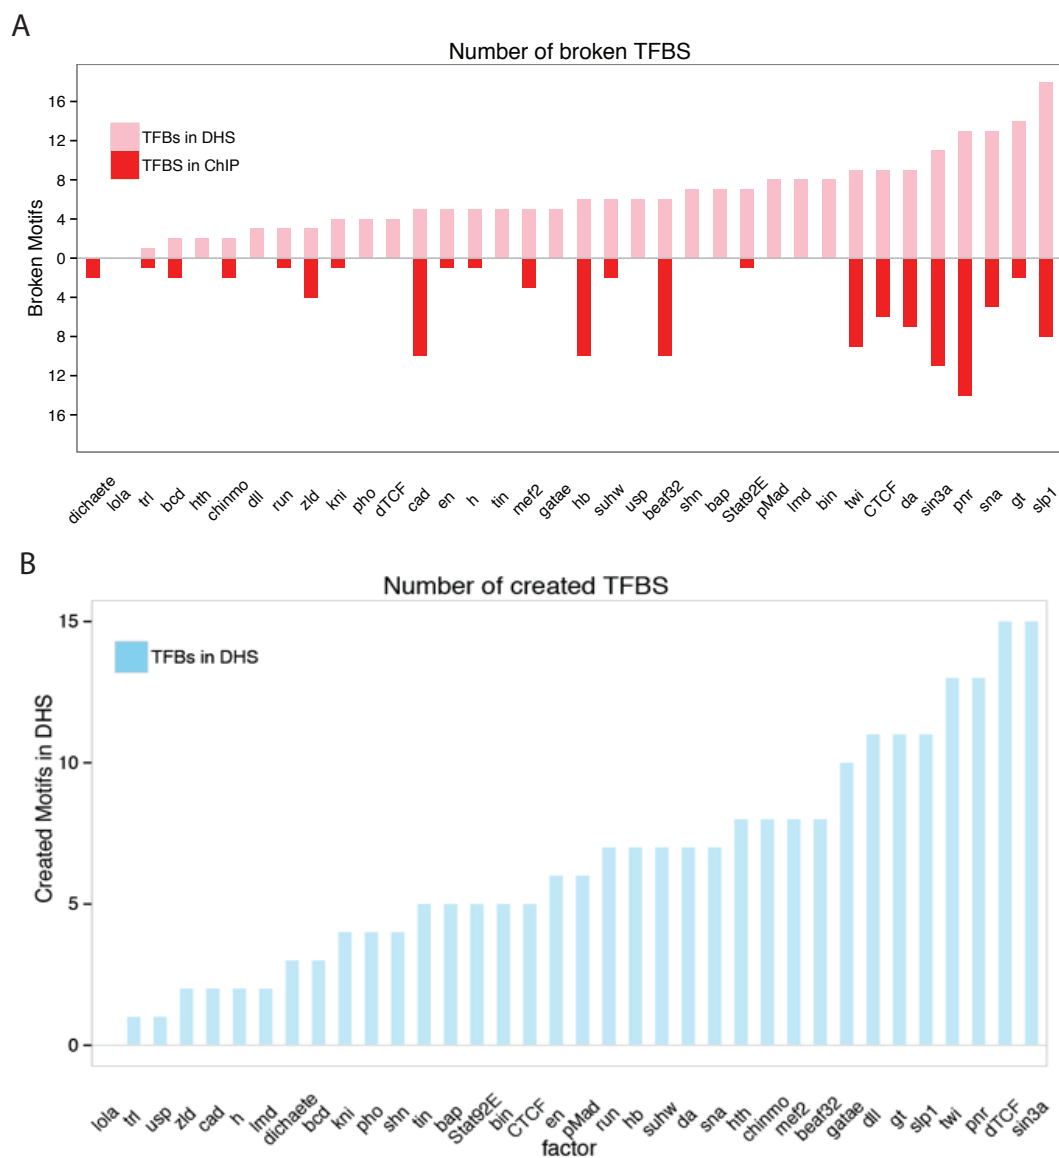 A
Number of broken TFBS
TFBs in DHS
TFBS in ChIP
Broken Motifs
16
12
8
4
0
4
8
12
16
dichaete lola trl bcd hth chinmo dll run zld kni pho dTCF cad en h tin mef2 gatae hb suhw usp beaf32 shn bap Stat92E pMad lmd bin twi CTCF da sin3a pnr sna gt slp1
B
Number of created TFBS
TFBs in DHS
Created Motifs in DHS
15
10
5
0
lola trl usp zld cad h lmd dichaete bcd kni pho shn tin bap Stat92E bin CTCF en pMad run hb suhw da sna hth chinmo mef2 beaf32 gatae dll gt slp1 twi pnr dTCF sin3a
factor